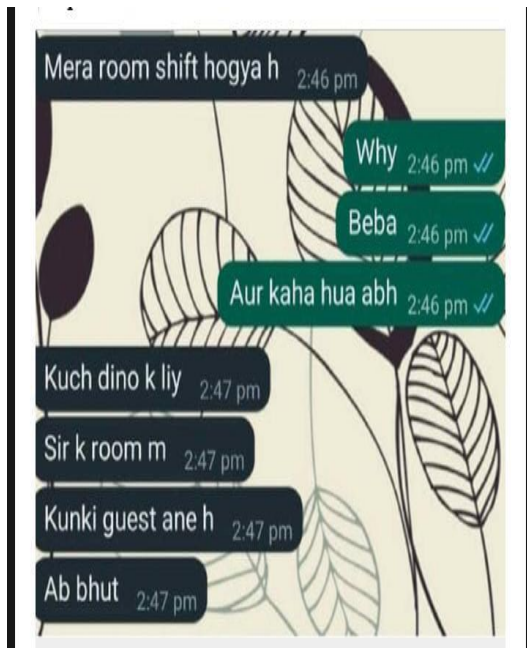 Mera room shift hogya h 2:46 pm
Why 2:46 pm
Beba 2:46 pm
Aur kaha hua abh 2:46 pm
Kuch dino k liy 2:47 pm
Sir k room m 2:47 pm
Kunki guest ane h 2:47 pm
Ab bhut 2:47 pm